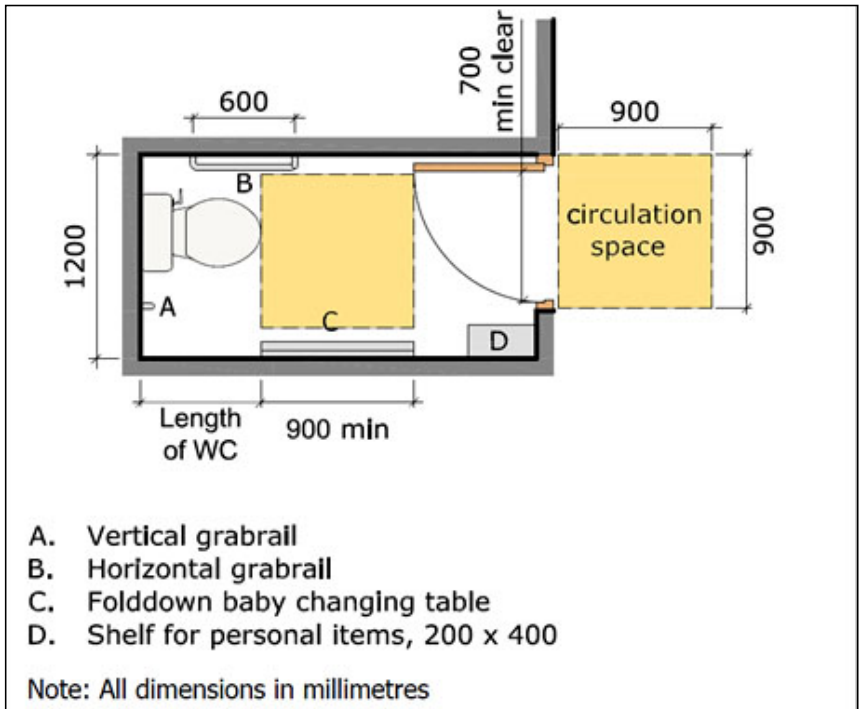 700
min clear
600
900
B
circulation
space
1200
900
A
C
D
Length
of WC
900 min
A. Vertical grabrail
B. Horizontal grabrail
C. Folddown baby changing table
D. Shelf for personal items, 200 x 400
Note: All dimensions in millimetres